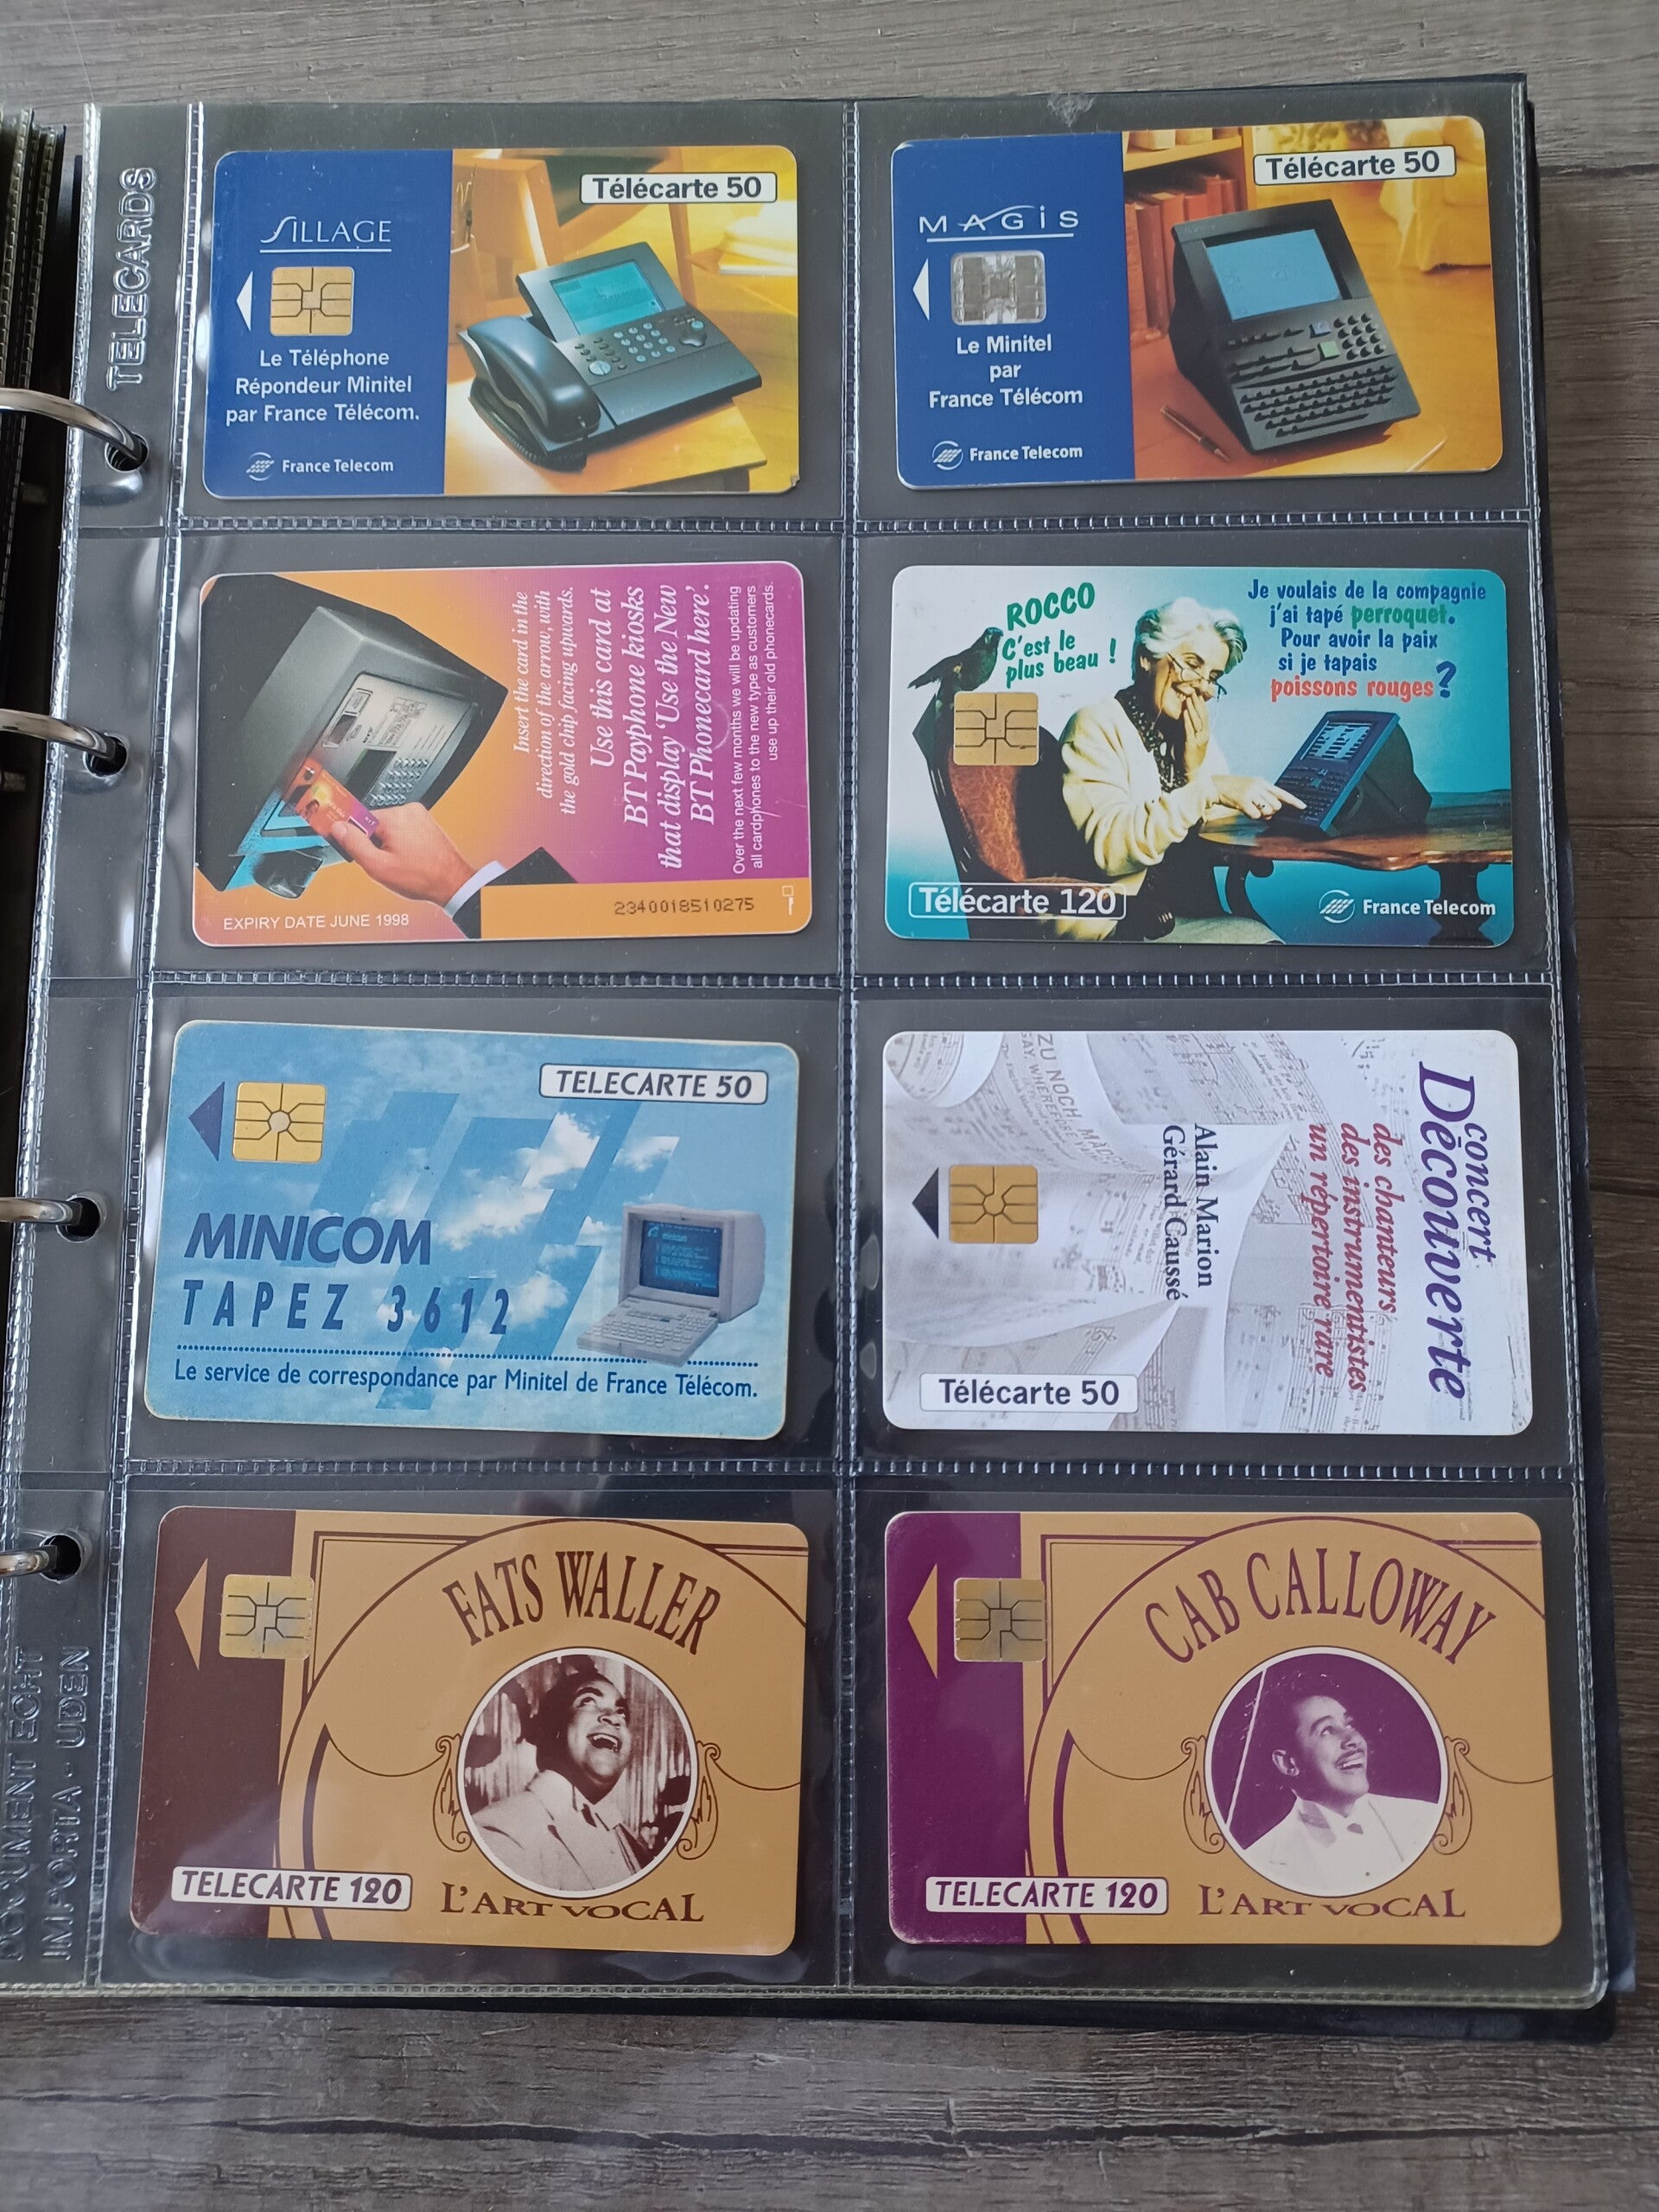 TELECARDS
Télécarte 50
SILLAGE
Le Téléphone
Répondeur Minitel
par France Télécom.
France Telecom
Télécarte 50
MAGIS
Le Minitel
par
France Télécom
France Telecom
Insert the card in the
direction of the arrow, with
the gold chip facing upwards.
Use this card at
BT Payphone kiosks
that display 'Use the New
BT Phonecard here'.
Over the next few months we will be updating
all cardphones to the new type as customers
use up their old phonecards.
EXPIRY DATE JUNE 1998
2340018510275
ROCCO
C'est le
plus beau !
Je voulais de la compagnie
j'ai tapé perroquet.
Pour avoir la paix
si je tapais
poissons rouges ?
Télécarte 120
France Telecom
TELECARTE 50
MINICOM
TAPEZ 3612
Le service de correspondance par Minitel de France Télécom.
concert
Découverte
des chanteurs
des instrumentistes
un répertoire rare
Alain Marion
Gérard Caussé
ZU NOCH
Télécarte 50
FATS WALLER
TELECARTE 120
L'ART VOCAL
CAB CALLOWAY
TELECARTE 120
L'ART VOCAL
DOCUMENT ECHT
IMPORTA - UDEN